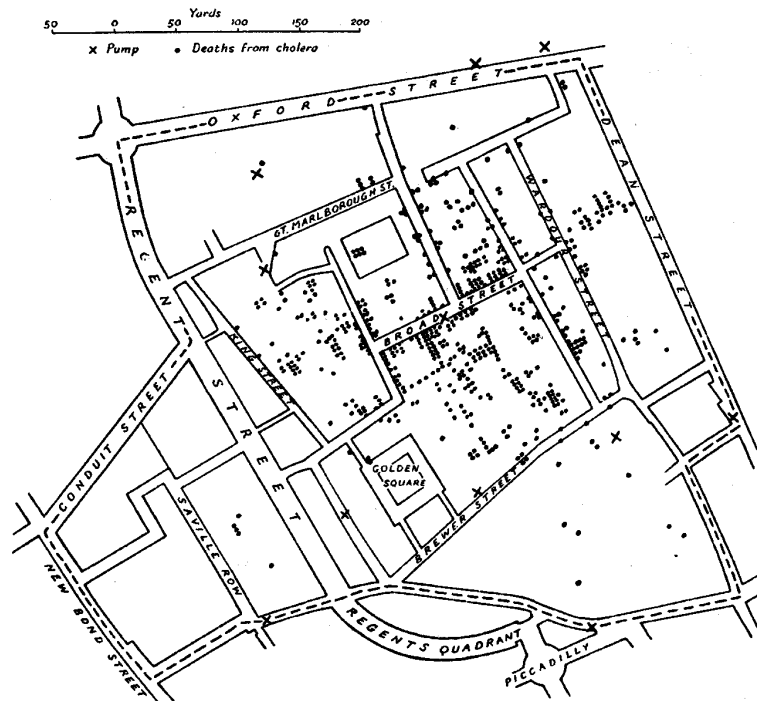 Yards
50 0 50 100 150 200
x Pump • Deaths from cholera
OXFORD STREET
DEAN STREET
REGENT STREET
GT. MARLBOROUGH ST.
WARDOUR STREET
BROAD STREET
KING STREET
CONDUIT STREET
GOLDEN SQUARE
SAVILLE ROW
BREWER STREET
NEW BOND STREET
REGENTS QUADRANT
PICCADILLY